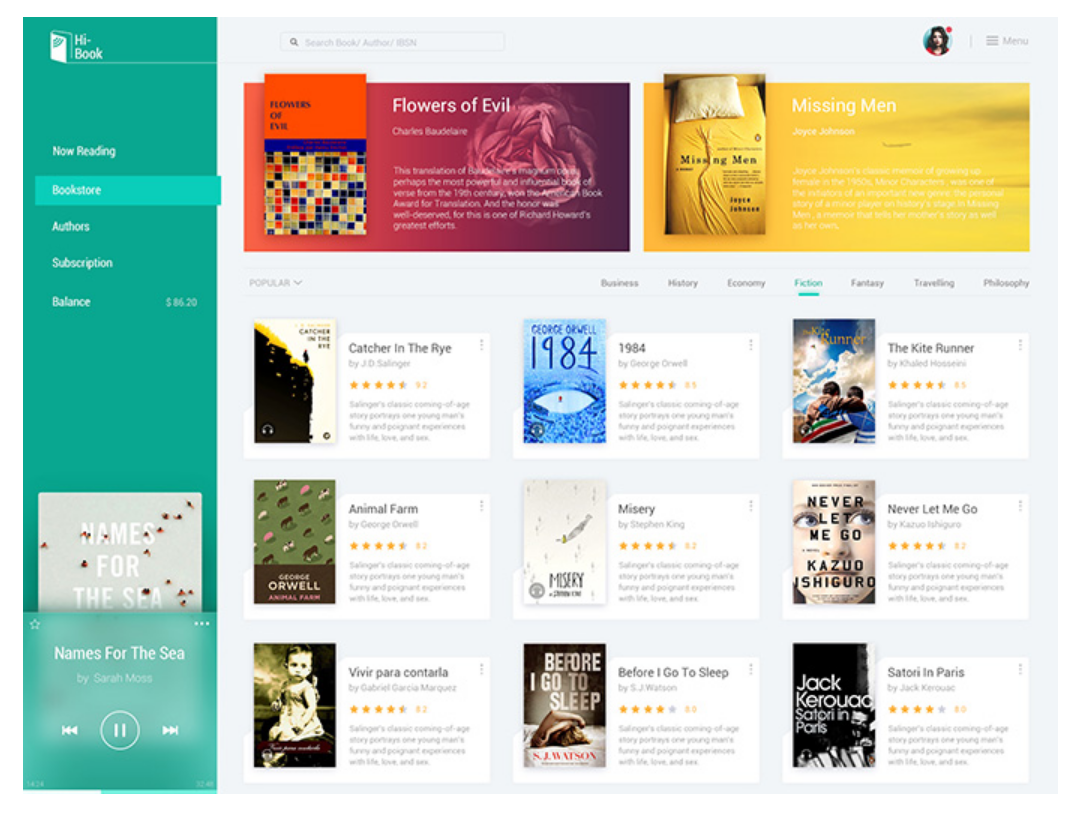 Hi-
Book
Search Book/ Author/ IBSN
Menu
Now Reading
Bookstore
Authors
Subscription
Balance
$ 86.20
NAMES
FOR
THE SEA
Names For The Sea
by Sarah Moss
FLOWERS
OF
EVIL
Flowers of Evil
Charles Baudelaire
This translation of Baudelaire's magnum opus
perhaps the most powerful and influential book of
verse from the 19th century, won the American Book
Award for Translation. And the honor was
well-deserved, for this is one of Richard Howard's
greatest efforts.
Missing Men
Joyce
Johnson
Missing Men
Joyce Johnson
Joyce Johnson's classic memoir of growing up
female in the 1950s, Minor Characters, was one of
the initiators of an important new genre: the personal
story of a minor player on history's stage. In Missing
Men, a memoir that tells her mother's story as well
as her own,
POPULAR
Business
History
Economy
Fiction
Fantasy
Travelling
Philosophy
CATCHER
IN THE
RYE
Catcher In The Rye
by J.D.Salinger
9.2
Salinger's classic coming-of-age
story portrays one young man's
funny and poignant experiences
with life, love, and sex.
GEORGE ORWELL
1984
1984
by George Orwell
8.5
Salinger's classic coming-of-age
story portrays one young man's
funny and poignant experiences
with life, love, and sex.
the Kite
Runner
The Kite Runner
by Khaled Hosseini
8.5
Salinger's classic coming-of-age
story portrays one young man's
funny and poignant experiences
with life, love, and sex.
GEORGE
ORWELL
ANIMAL FARM
Animal Farm
by George Orwell
8.2
Salinger's classic coming-of-age
story portrays one young man's
funny and poignant experiences
with life, love, and sex.
MISERY
Misery
by Stephen King
8.2
Salinger's classic coming-of-age
story portrays one young man's
funny and poignant experiences
with life, love, and sex.
NEVER
LET
ME GO
A NOVEL
KAZUO
ISHIGURO
Never Let Me Go
by Kazuo Ishiguro
8.2
Salinger's classic coming-of-age
story portrays one young man's
funny and poignant experiences
with life, love, and sex.
Vivir para contarla
Vivir para contarla
by Gabriel Garcia Marquez
8.2
Salinger's classic coming-of-age
story portrays one young man's
funny and poignant experiences
with life, love, and sex.
BEFORE
I GO TO
SLEEP
S.J. WATSON
Before I Go To Sleep
by S.J.Watson
8.0
Salinger's classic coming-of-age
story portrays one young man's
funny and poignant experiences
with life, love, and sex.
Jack
Kerouac
Satori in
Paris
Satori In Paris
by Jack Kerouac
8.0
Salinger's classic coming-of-age
story portrays one young man's
funny and poignant experiences
with life, love, and sex.